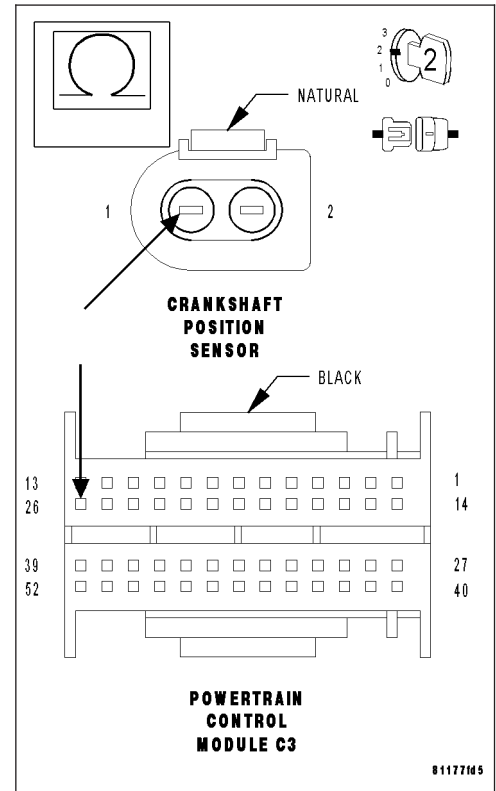 3
2
1
0
2
NATURAL
1
2
CRANKSHAFT
POSITION
SENSOR
BLACK
13
1
26
14
39
27
52
40
POWERTRAIN
CONTROL
MODULE C3
81177fd5